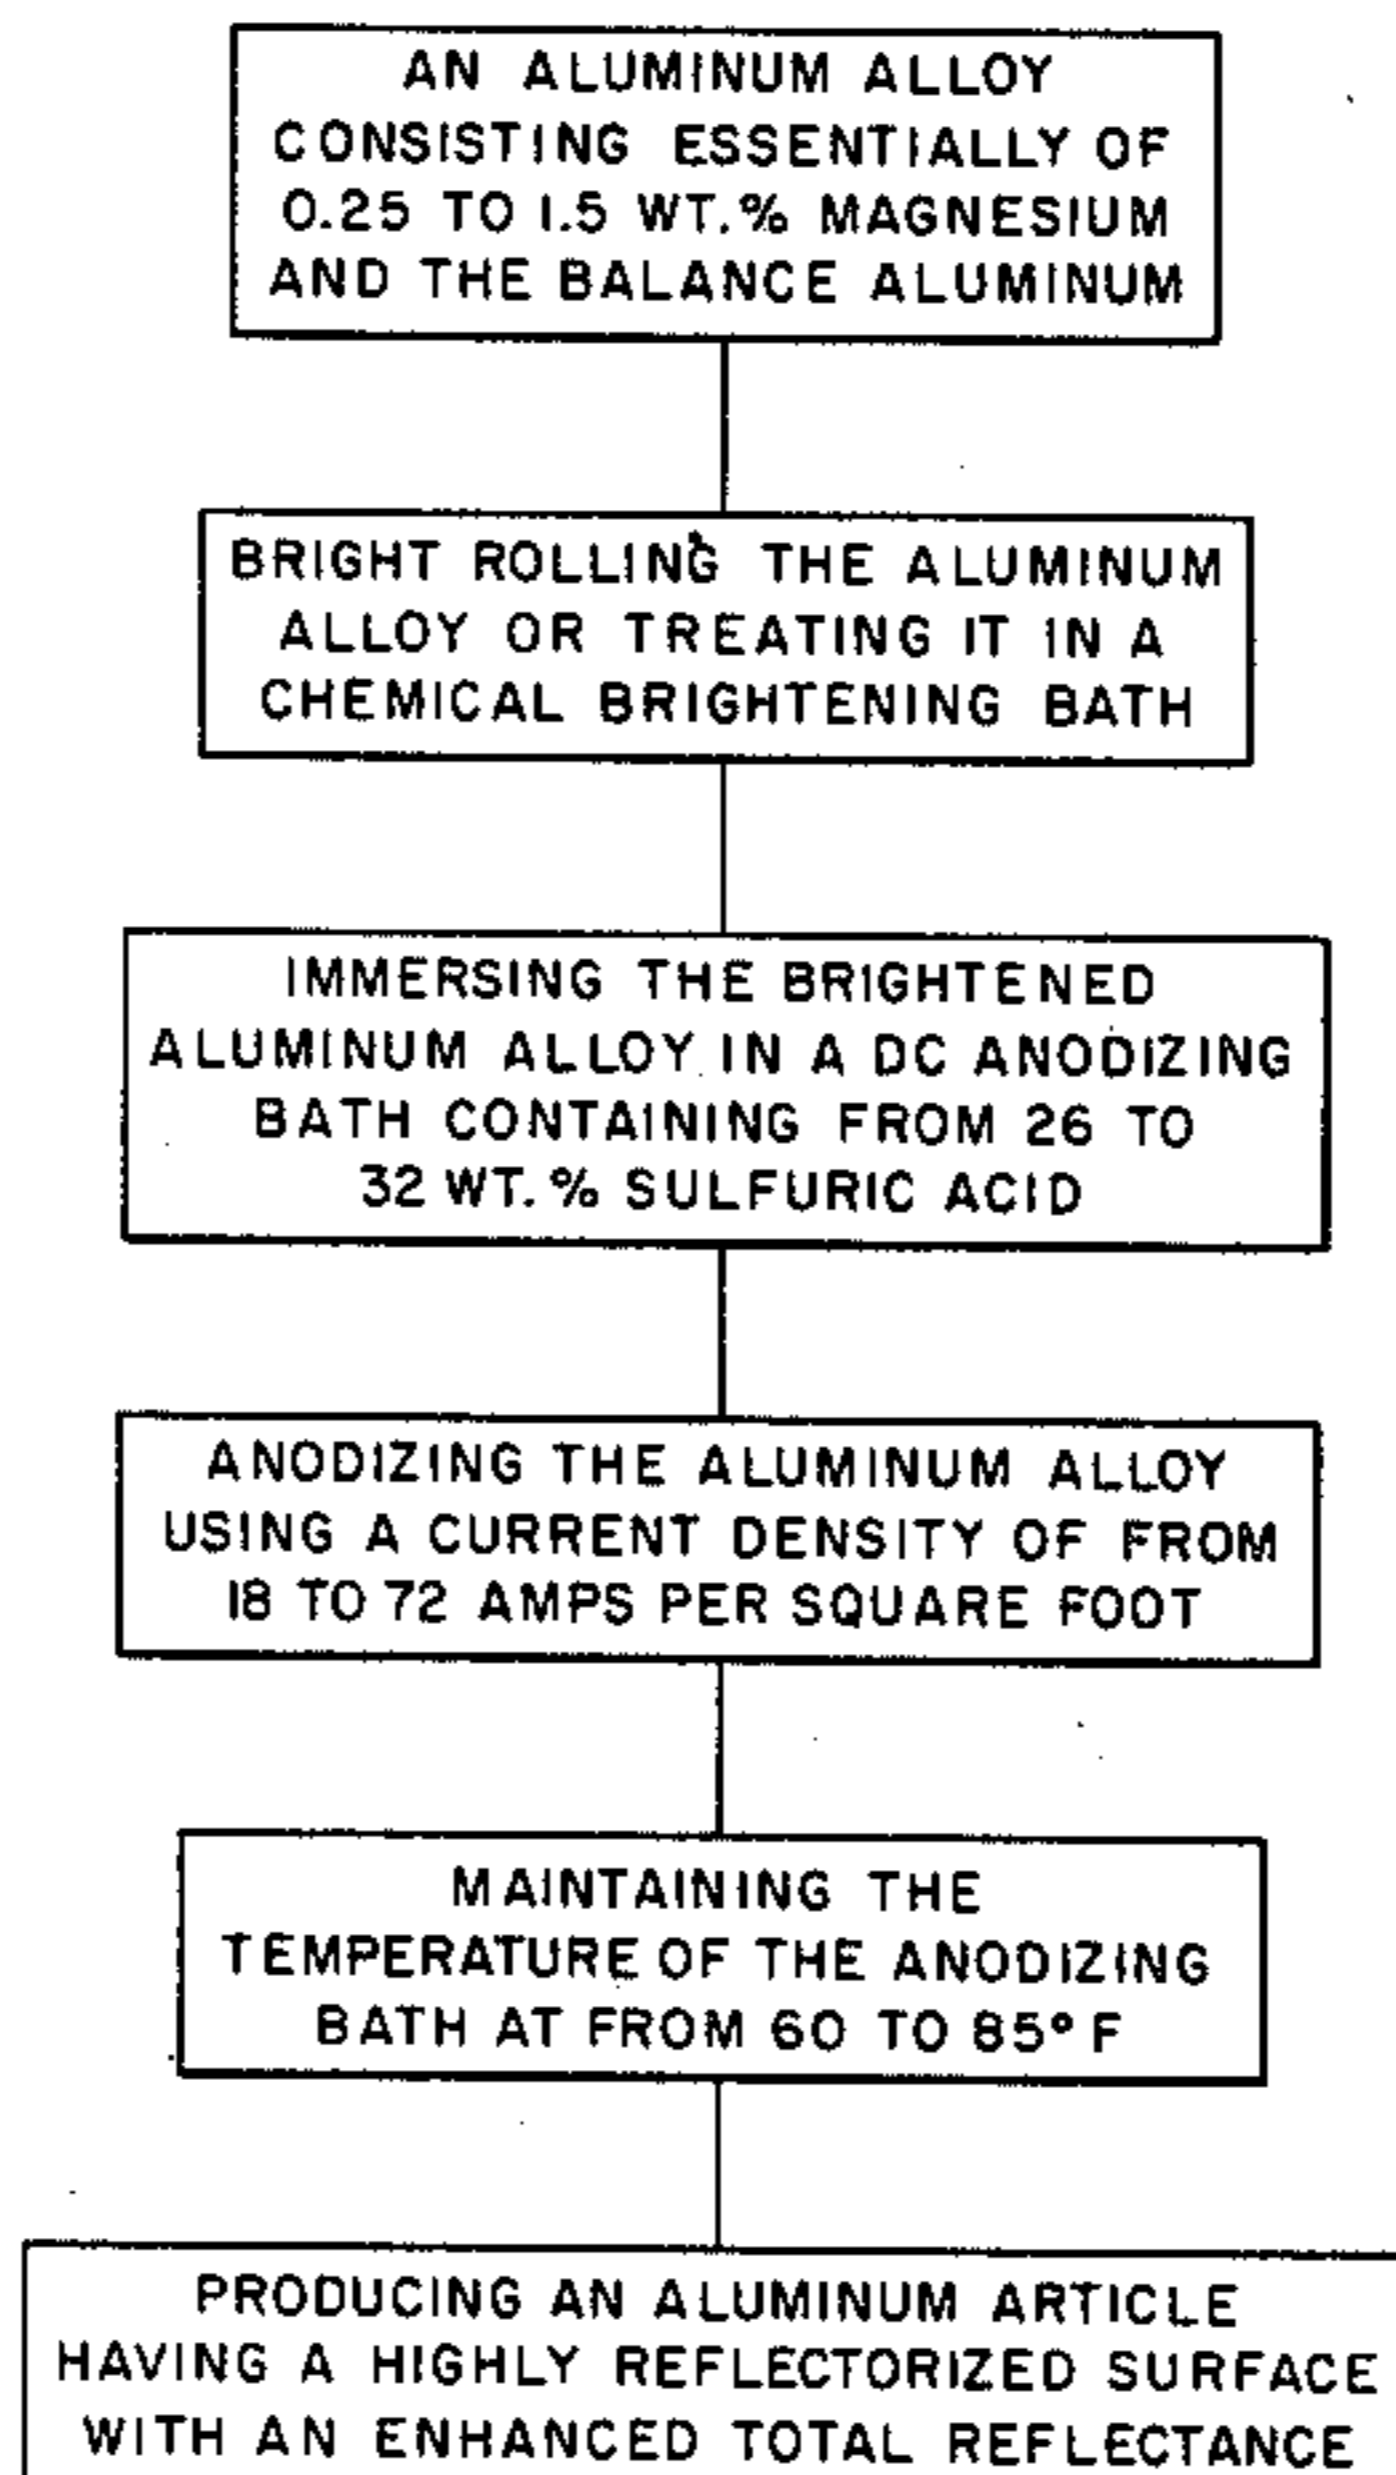 AN ALUMINUM ALLOY
CONSISTING ESSENTIALLY OF
0.25 TO 1.5 WT.% MAGNESIUM
AND THE BALANCE ALUMINUM
BRIGHT ROLLING THE ALUMINUM
ALLOY OR TREATING IT IN A
CHEMICAL BRIGHTENING BATH
IMMERSING THE BRIGHTENED
ALUMINUM ALLOY IN A DC ANODIZING
BATH CONTAINING FROM 26 TO
32 WT.% SULFURIC ACID
ANODIZING THE ALUMINUM ALLOY
USING A CURRENT DENSITY OF FROM
18 TO 72 AMPS PER SQUARE FOOT
MAINTAINING THE
TEMPERATURE OF THE ANODIZING
BATH AT FROM 60 TO 85° F
PRODUCING AN ALUMINUM ARTICLE
HAVING A HIGHLY REFLECTORIZED SURFACE
WITH AN ENHANCED TOTAL REFLECTANCE